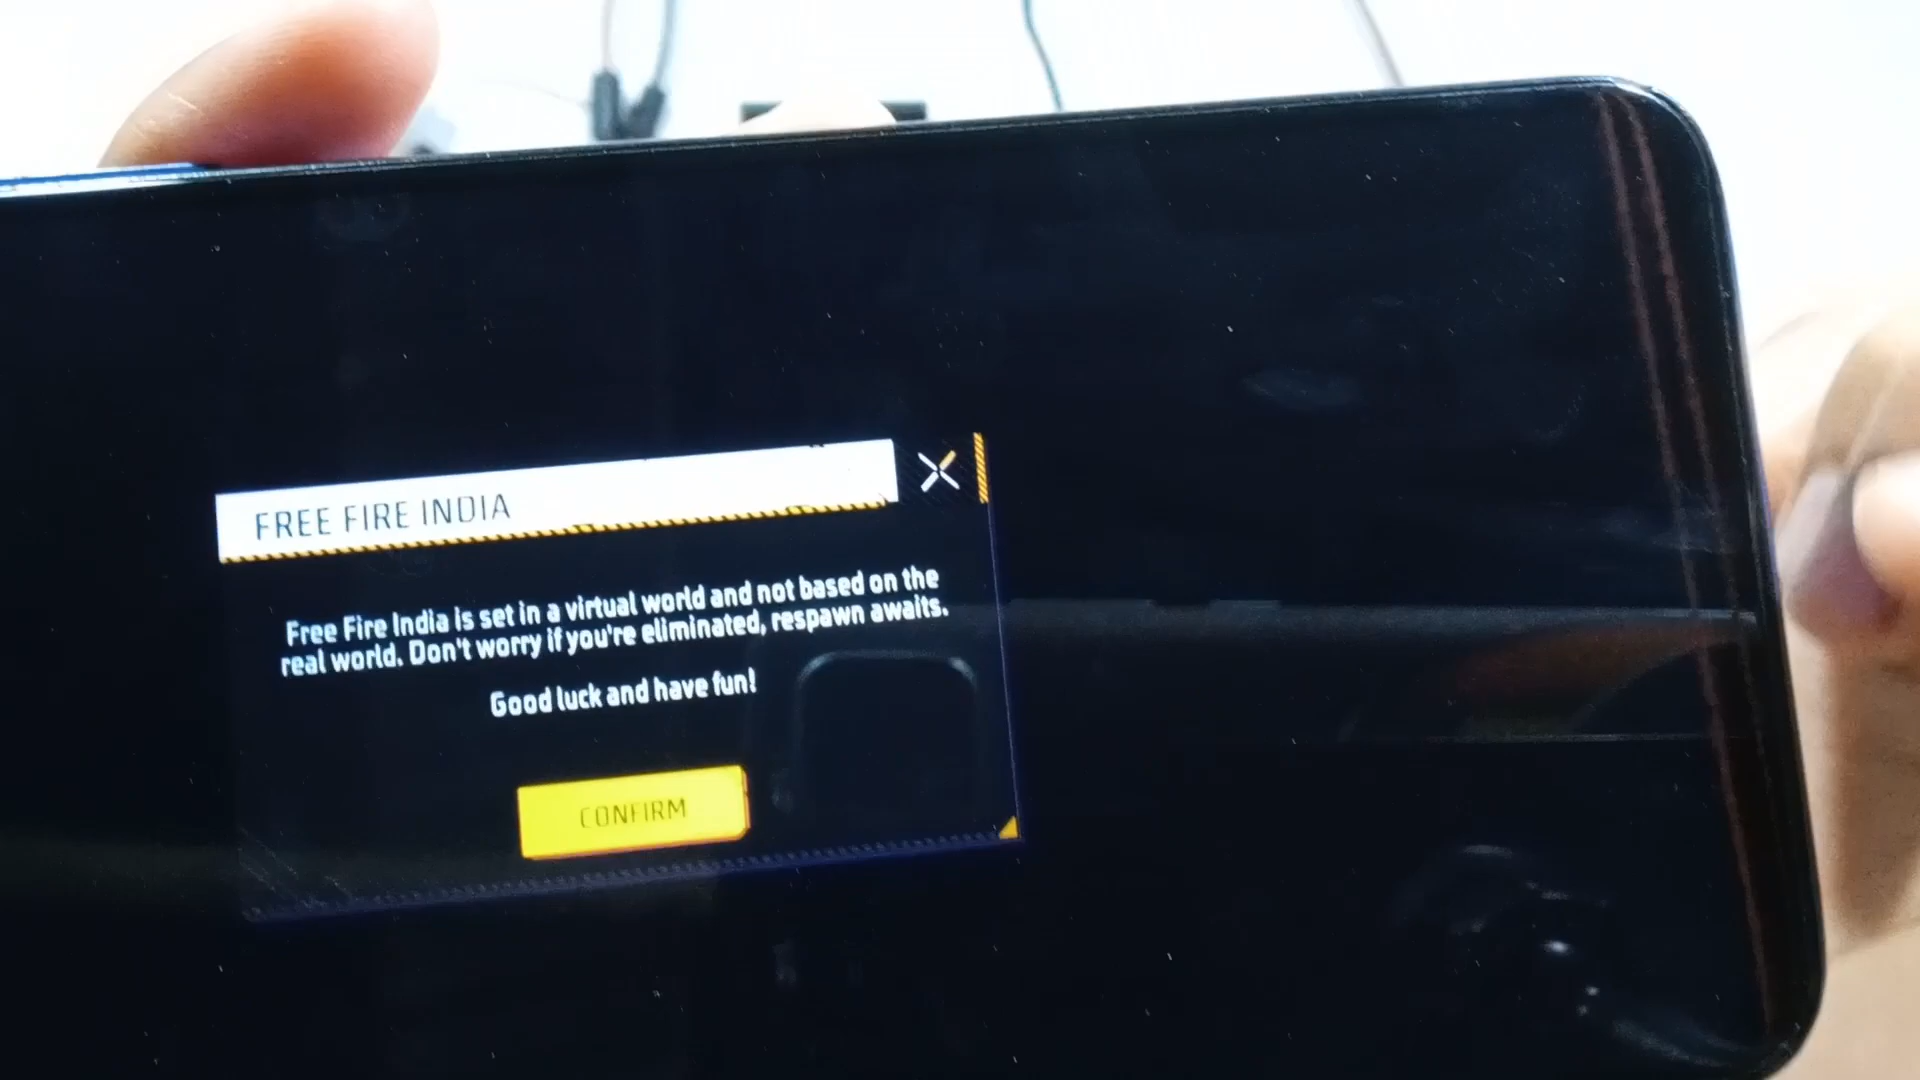 FREE FIRE INDIA
Free Fire India is set in a virtual world and not based on the
real world. Don't worry if you're eliminated, respawn awaits.
Good luck and have fun!
CONFIRM